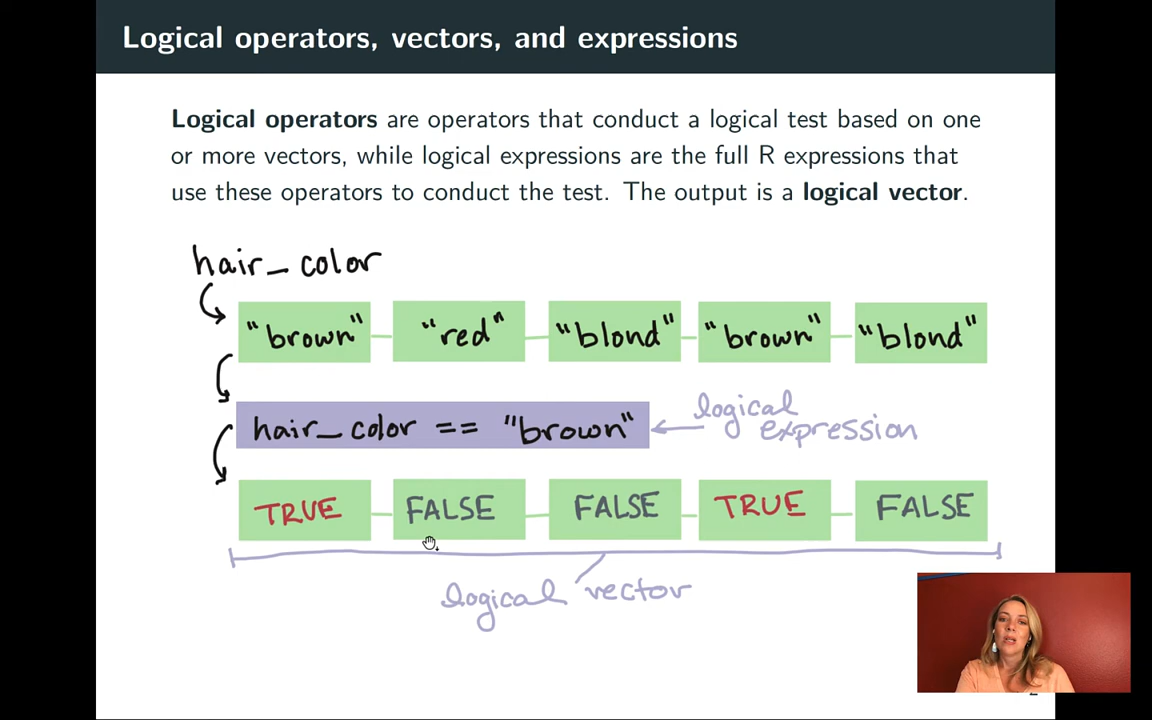 Logical operators, vectors, and expressions
Logical operators are operators that conduct a logical test based on one
or more vectors, while logical expressions are the full R expressions that
use these operators to conduct the test. The output is a logical vector.
hair_color
"brown" "red" "blond" "brown" "blond"
hair_color == "brown"
logical
expression
TRUE FALSE FALSE TRUE FALSE
logical vector